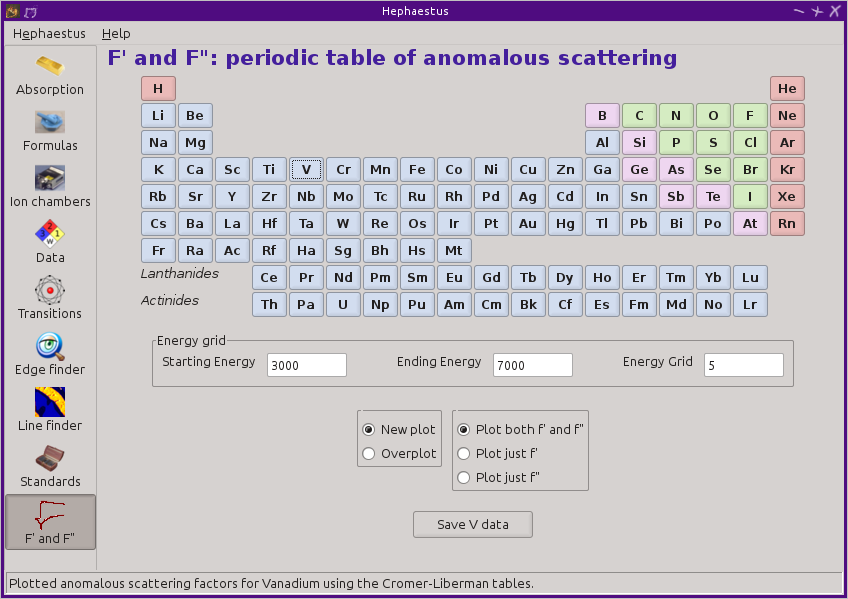 Hephaestus
Hephaestus Help
Absorption
Formulas
Ion chambers
Data
Transitions
Edge finder
Line finder
Standards
F' and F"
F' and F": periodic table of anomalous scattering
H He
Li Be B C N O F Ne
Na Mg Al Si P S Cl Ar
K Ca Sc Ti V Cr Mn Fe Co Ni Cu Zn Ga Ge As Se Br Kr
Rb Sr Y Zr Nb Mo Tc Ru Rh Pd Ag Cd In Sn Sb Te I Xe
Cs Ba La Hf Ta W Re Os Ir Pt Au Hg Tl Pb Bi Po At Rn
Fr Ra Ac Rf Ha Sg Bh Hs Mt
Lanthanides Ce Pr Nd Pm Sm Eu Gd Tb Dy Ho Er Tm Yb Lu
Actinides Th Pa U Np Pu Am Cm Bk Cf Es Fm Md No Lr
Energy grid
Starting Energy 3000 Ending Energy 7000 Energy Grid 5
New plot
Overplot
Plot both f' and f"
Plot just f'
Plot just f"
Save V data
Plotted anomalous scattering factors for Vanadium using the Cromer-Liberman tables.